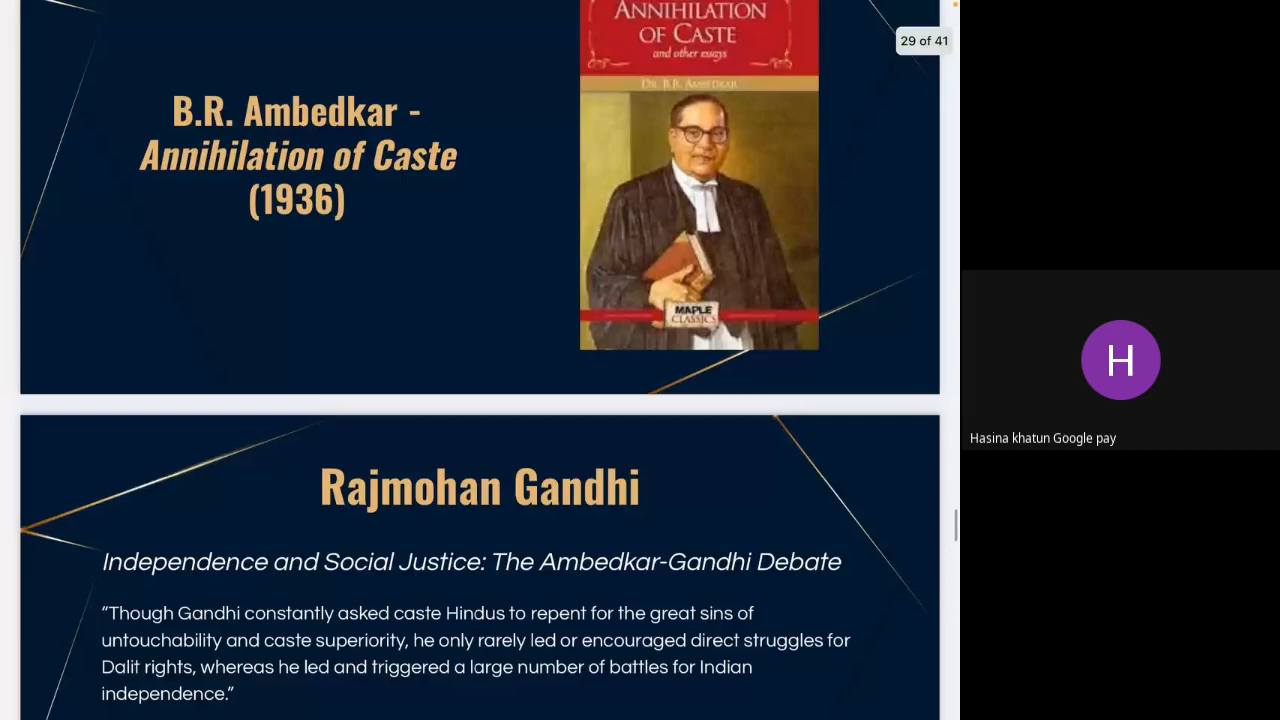 ANNIHILATION
OF CASTE
and other essays
DR. B.R. AMBEDKAR
29 of 41
B.R. Ambedkar -
Annihilation of Caste
(1936)
MAPLE
CLASSICS
H
Hasina khatun Google pay
Rajmohan Gandhi
Independence and Social Justice: The Ambedkar-Gandhi Debate
“Though Gandhi constantly asked caste Hindus to repent for the great sins of
untouchability and caste superiority, he only rarely led or encouraged direct struggles for
Dalit rights, whereas he led and triggered a large number of battles for Indian
independence.”